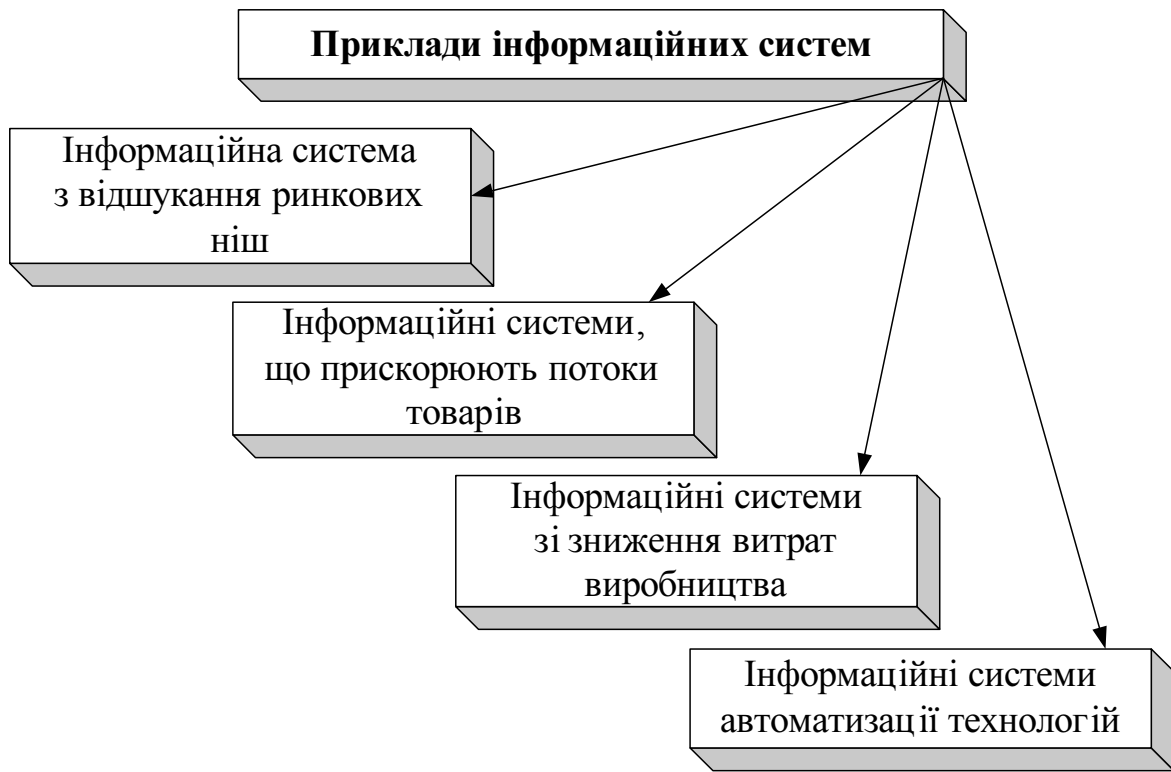 Приклади інформаційних систем
Інформаційна система
з відшукання ринкових
ніш
Інформаційні системи,
що прискорюють потоки
товарів
Інформаційні системи
зі зниження витрат
виробництва
Інформаційні системи
автоматизації технологій